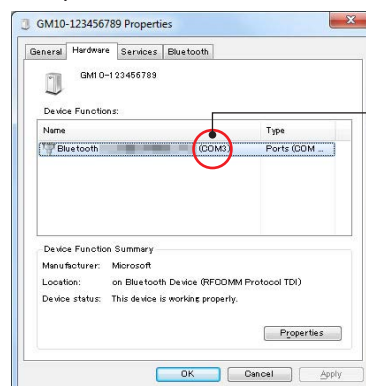 GM10-123456789 Properties
General Hardware Services Bluetooth
GM10-123456789
Device Functions:
Name Type
Bluetooth (COM3) Ports (COM ...
Device Function Summary
Manufacturer: Microsoft
Location: on Bluetooth Device (RFCOMM Protocol TDI)
Device status: This device is working properly.
Properties
OK Cancel Apply